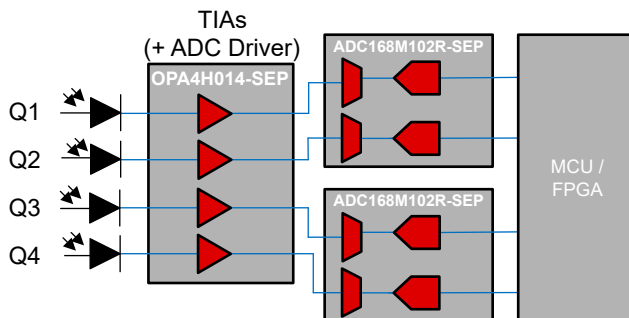 TIAs
(+ ADC Driver)
OPA4H014-SEP
ADC168M102R-SEP
Q1
Q2
Q3
Q4
ADC168M102R-SEP
MCU /
FPGA